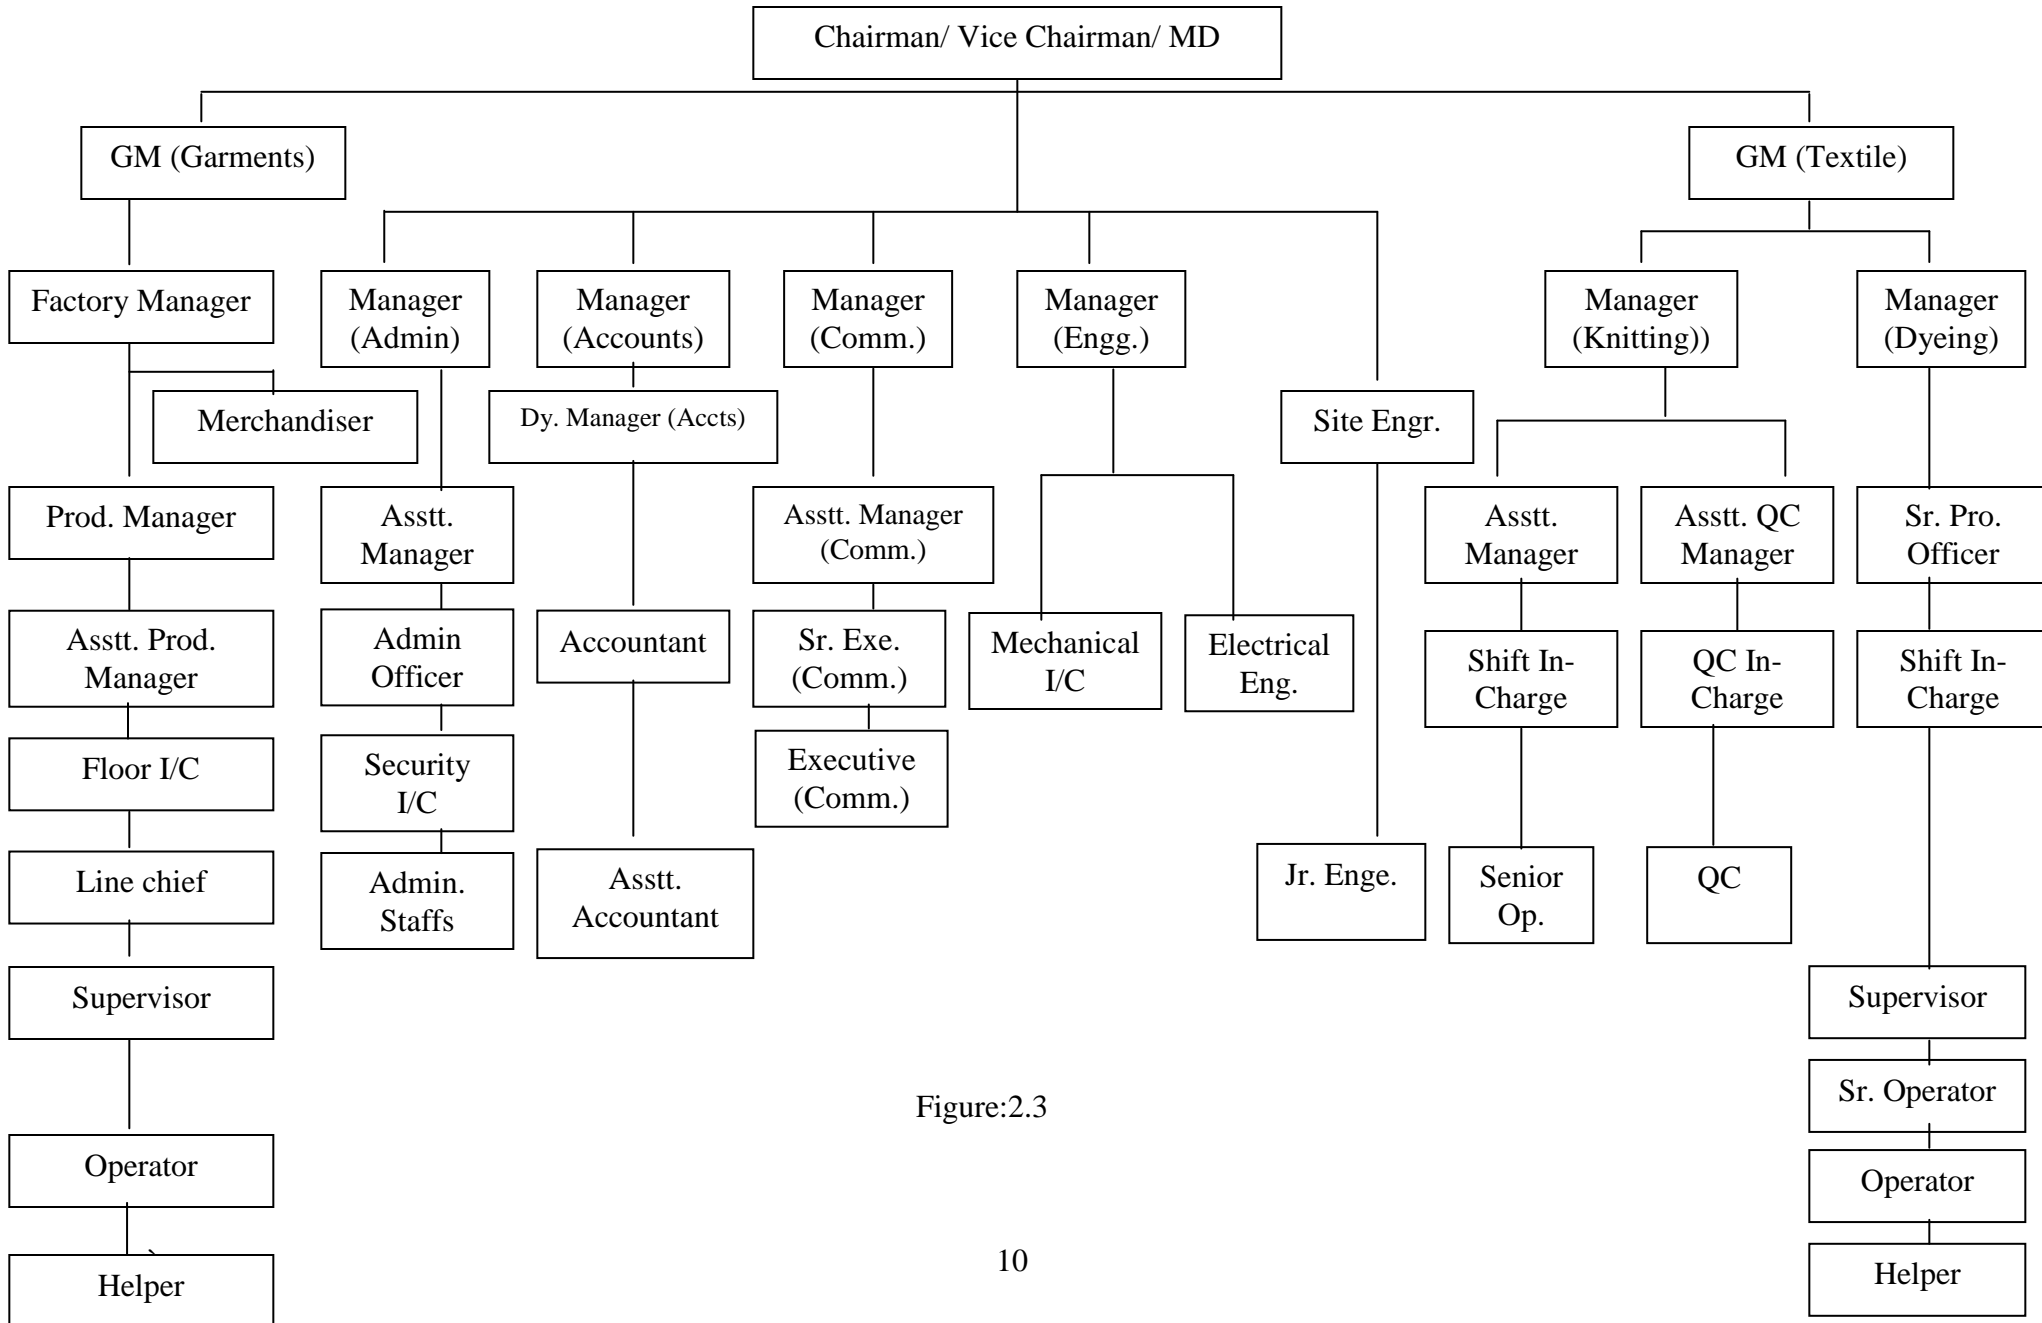 Chairman/ Vice Chairman/ MD
GM (Garments)
GM (Textile)
Factory Manager
Manager
(Admin)
Manager
(Accounts)
Manager
(Comm.)
Manager
(Engg.)
Manager
(Knitting))
Manager
(Dyeing)
Merchandiser
Dy. Manager (Accts)
Site Engr.
Prod. Manager
Asstt.
Manager
Asstt. Manager
(Comm.)
Asstt.
Manager
Asstt. QC
Manager
Sr. Pro.
Officer
Asstt. Prod.
Manager
Admin
Officer
Accountant
Sr. Exe.
(Comm.)
Mechanical
I/C
Electrical
Eng.
Shift In-
Charge
QC In-
Charge
Shift In-
Charge
Floor I/C
Security
I/C
Executive
(Comm.)
Line chief
Admin.
Staffs
Asstt.
Accountant
Jr. Enge.
Senior
Op.
QC
Supervisor
Supervisor
Sr. Operator
Figure:2.3
Operator
Operator
Helper
10
Helper